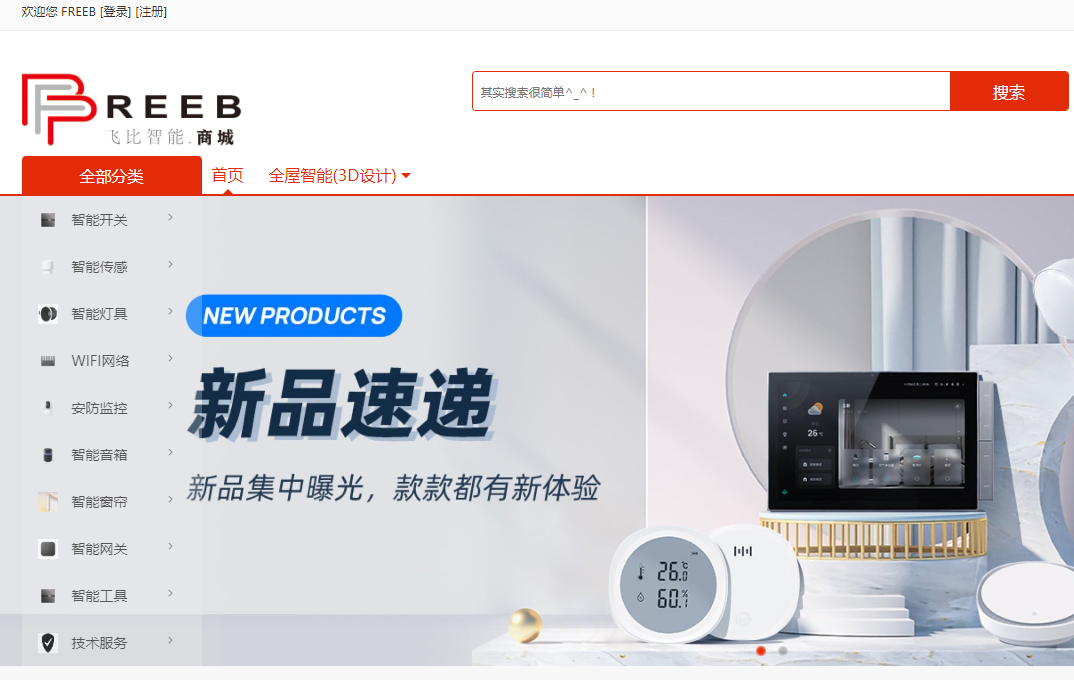 欢迎您 FREEB [登录] [注册]
REEB
飞比智能.商城
其实搜索很简单^_^！
搜索
全部分类
首页
全屋智能(3D设计)
智能开关
智能传感
智能灯具
WIFI网络
安防监控
智能音箱
智能窗帘
智能网关
智能工具
技术服务
NEW PRODUCTS
新品速递
新品集中曝光，款款都有新体验
26℃
26.0℃
60.1%